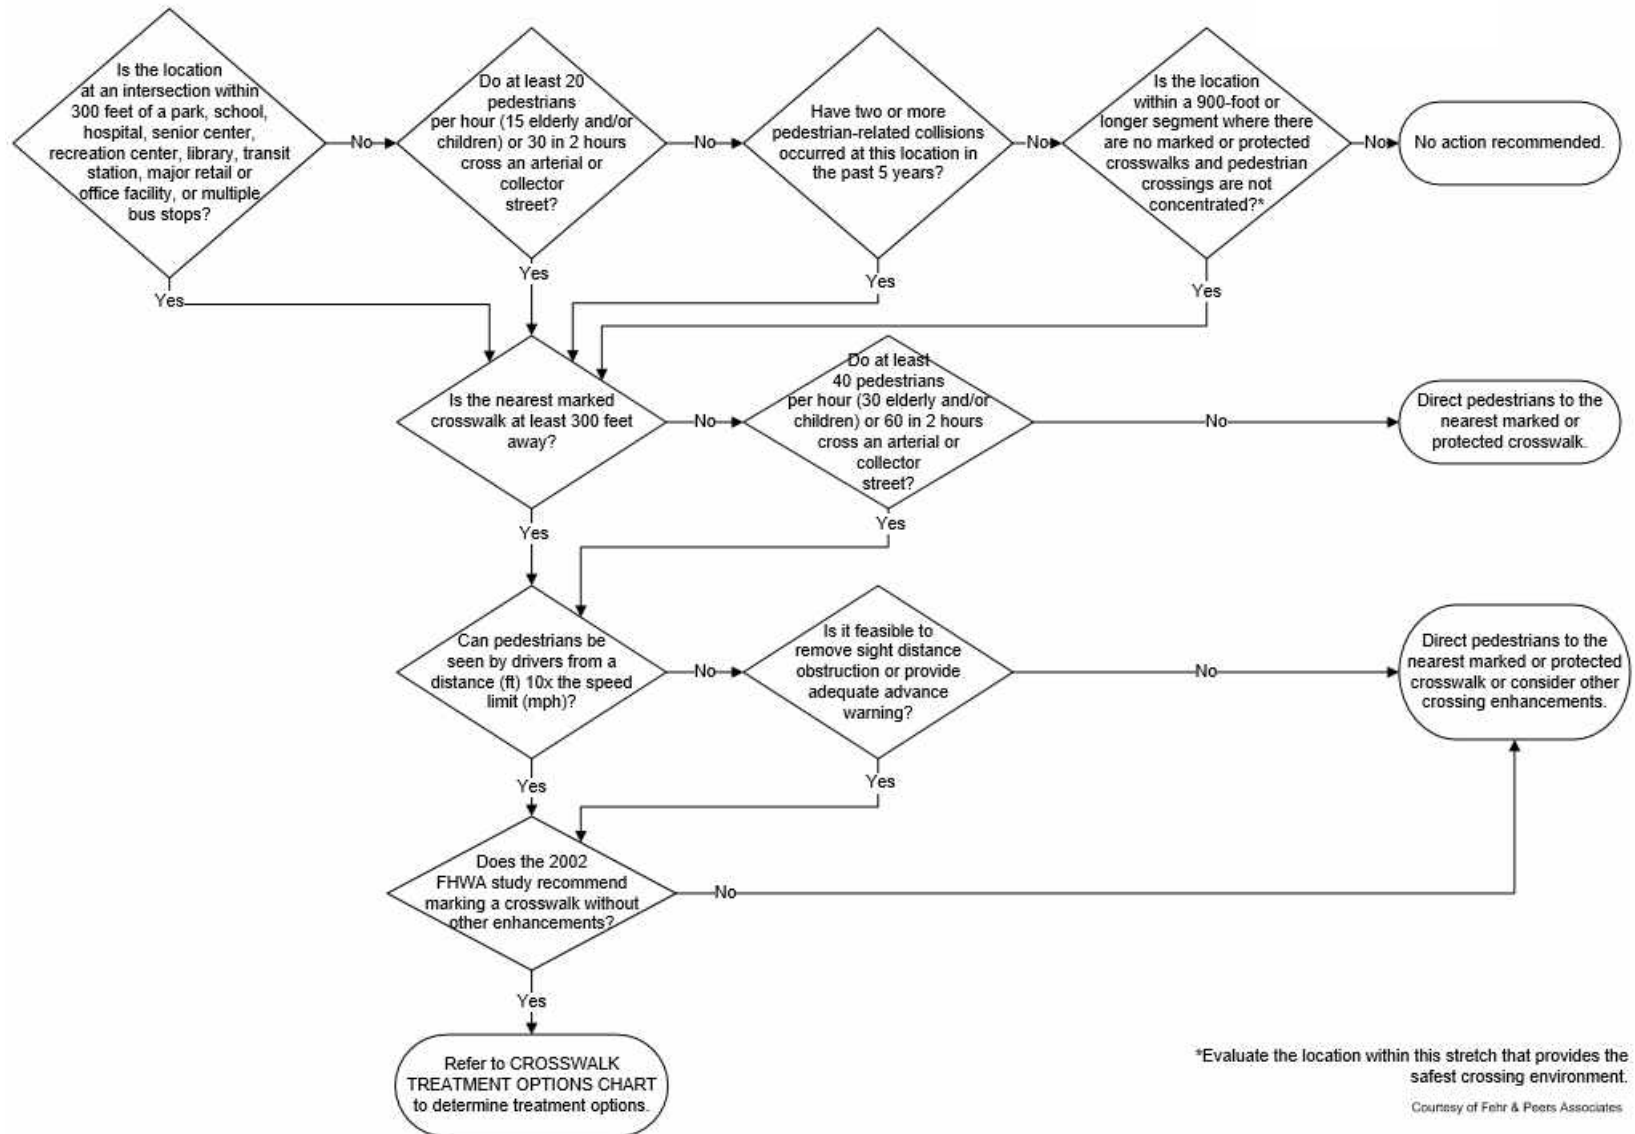 Is the location
at an intersection within
300 feet of a park, school,
hospital, senior center,
recreation center, library, transit
station, major retail or
office facility, or multiple
bus stops?
No
Do at least 20
pedestrians
per hour (15 elderly and/or
children) or 30 in 2 hours
cross an arterial or
collector
street?
No
Have two or more
pedestrian-related collisions
occurred at this location in
the past 5 years?
No
Is the location
within a 900-foot or
longer segment where there
are no marked or protected
crosswalks and pedestrian
crossings are not
concentrated?*
No
No action recommended.
Yes
Yes
Yes
Yes
Is the nearest marked
crosswalk at least 300 feet
away?
No
Do at least
40 pedestrians
per hour (30 elderly and/or
children) or 60 in 2 hours
cross an arterial or
collector
street?
No
Direct pedestrians to the
nearest marked or
protected crosswalk.
Yes
Yes
Can pedestrians be
seen by drivers from a
distance (ft) 10x the speed
limit (mph)?
No
Is it feasible to
remove sight distance
obstruction or provide
adequate advance
warning?
No
Direct pedestrians to the
nearest marked or protected
crosswalk or consider other
crossing enhancements.
Yes
Yes
Does the 2002
FHWA study recommend
marking a crosswalk without
other enhancements?
No
Yes
Refer to CROSSWALK
TREATMENT OPTIONS CHART
to determine treatment options.
*Evaluate the location within this stretch that provides the
safest crossing environment.
Courtesy of Fehr & Peers Associates